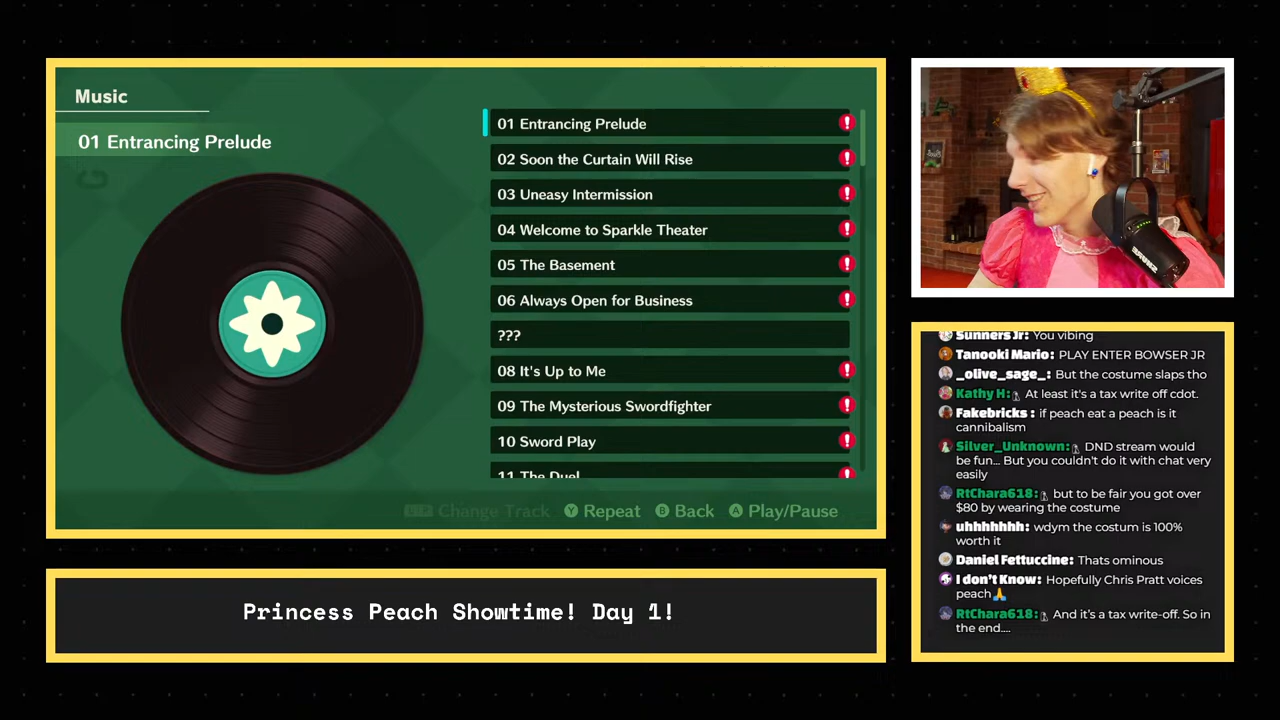 Music
01 Entrancing Prelude
01 Entrancing Prelude
02 Soon the Curtain Will Rise
03 Uneasy Intermission
04 Welcome to Sparkle Theater
05 The Basement
06 Always Open for Business
???
08 It's Up to Me
09 The Mysterious Swordfighter
10 Sword Play
11 The Duel
Change Track
Y Repeat
B Back
A Play/Pause
Princess Peach Showtime! Day 1!
Sunners Jr: You vibing
Tanooki Mario: PLAY ENTER BOWSER JR
_olive_sage_: But the costume slaps tho
Kathy H: At least it's a tax write off cdot.
Fakebricks : if peach eat a peach is it
cannibalism
Silver_Unknown: DND stream would
be fun... But you couldn't do it with chat very
easily
RtChara618: but to be fair you got over
$80 by wearing the costume
uhhhhhhh: wdym the costum is 100%
worth it
Daniel Fettuccine: Thats ominous
I don't Know: Hopefully Chris Pratt voices
peach🙏
RtChara618: And it's a tax write-off. So in
the end....